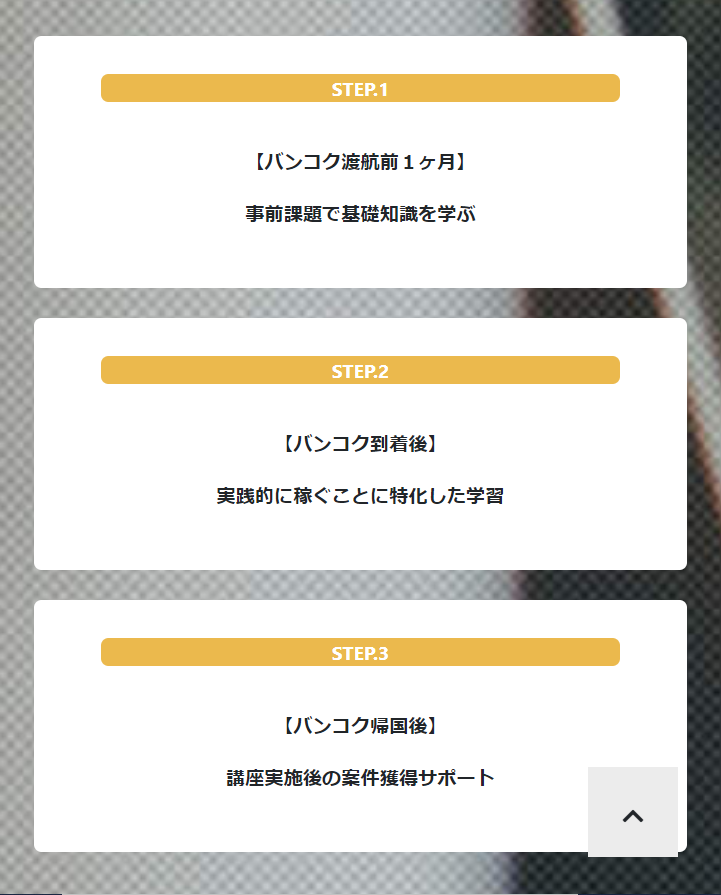 STEP.1
【バンコク渡航前１ヶ月】
事前課題で基礎知識を学ぶ
STEP.2
【バンコク到着後】
実践的に稼ぐことに特化した学習
STEP.3
【バンコク帰国後】
講座実施後の案件獲得サポート